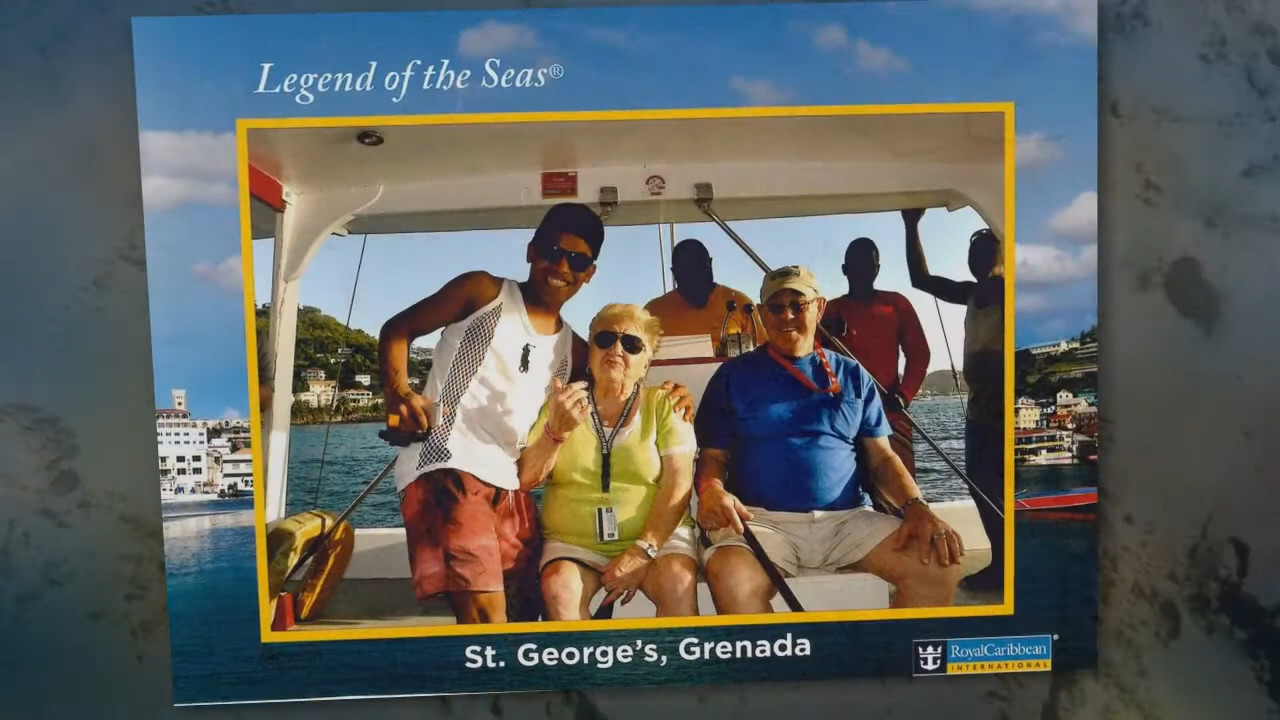 Legend of the Seas®
St. George's, Grenada
RoyalCaribbean®
INTERNATIONAL